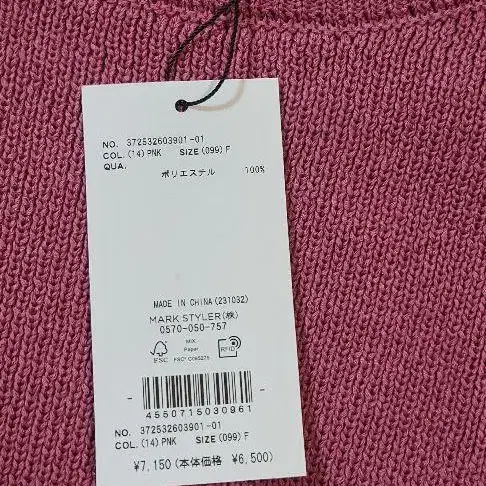 NO. 372532603901-01
COL. (14) PNK SIZE (099) F
QUA.
ポリエステル 100%
MADE IN CHINA (231032)
MARK STYLER(株)
0570-050-757
FSC
MIX
Paper
RFID
4550715030961
NO. 372532603901-01
COL. (14) PNK SIZE (099) F
¥7,150 (本体価格 ¥6,500)